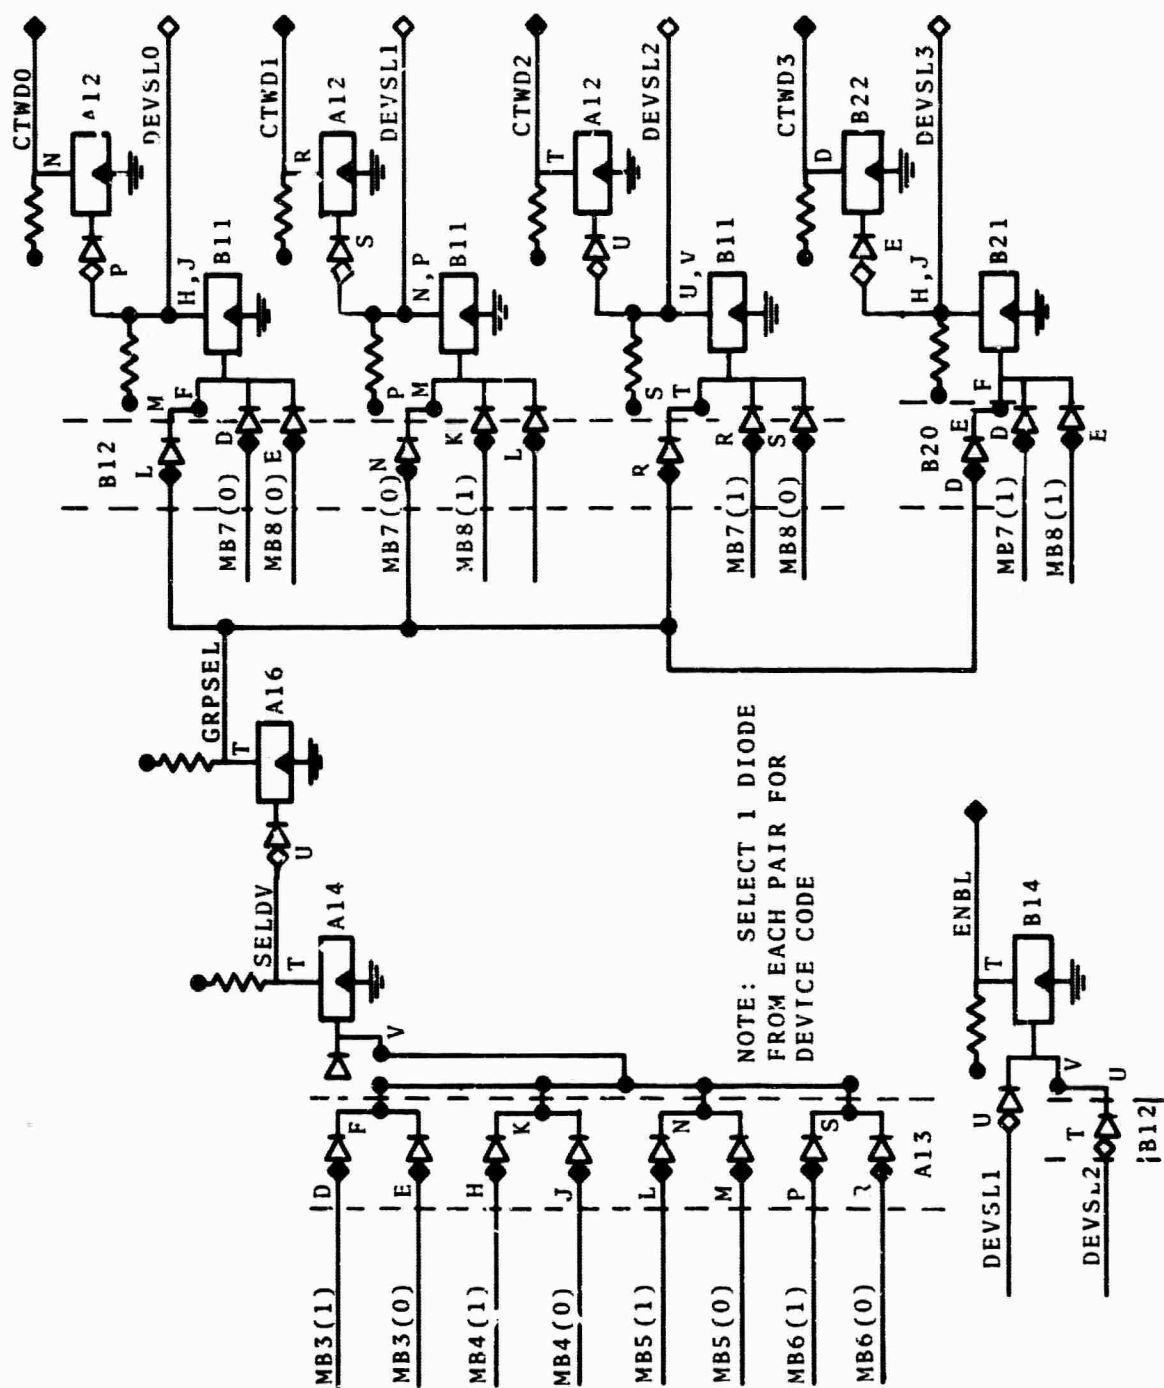 CTWD0
N
A12
DEVSL0
P
H,J
B11
M
F
B12
L
D
MB7(0)
E
MB8(0)
CTWD1
R
A12
DEVSL1
S
N,P
B11
P
M
N
MB7(0)
K
MB8(1)
L
CTWD2
T
A12
DEVSL2
U
U,V
B11
S
T
R
R
MB7(1)
S
MB8(0)
CTWD3
D
B22
DEVSL3
E
H,J
B21
F
B20
E
D
D
MB7(1)
E
MB8(1)
GRPSEL
T
A16
U
SELDV
T
A14
V
NOTE: SELECT 1 DIODE
FROM EACH PAIR FOR
DEVICE CODE
MB3(1)
D
F
MB3(0)
E
MB4(1)
H
K
MB4(0)
J
MB5(1)
L
N
MB5(0)
M
MB6(1)
P
S
MB6(0)
R
A13
ENBL
T
B14
DEVSL1
U
V
DEVSL2
T
U
B12